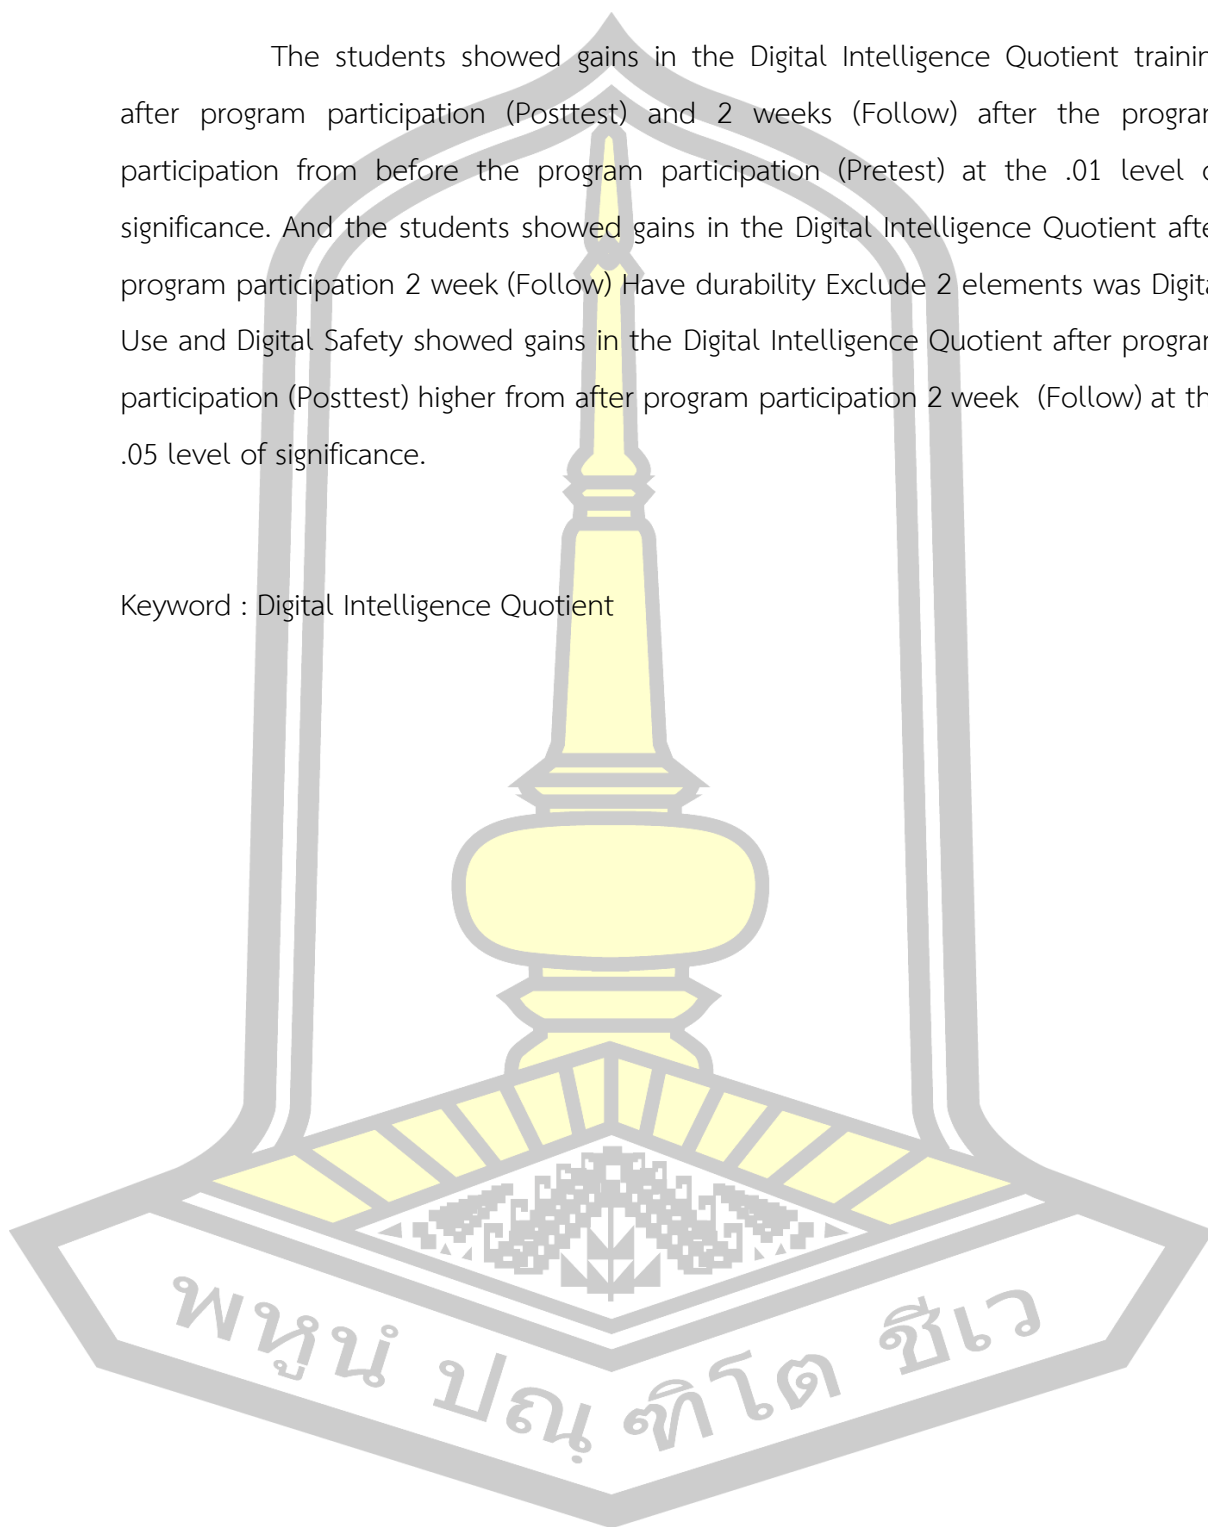 The students showed gains in the Digital Intelligence Quotient trainin
after program participation (Posttest) and 2 weeks (Follow) after the program
participation from before the program participation (Pretest) at the .01 level o
significance. And the students showed gains in the Digital Intelligence Quotient after
program participation 2 week (Follow) Have durability Exclude 2 elements was Digita
Use and Digital Safety showed gains in the Digital Intelligence Quotient after program
participation (Posttest) higher from after program participation 2 week (Follow) at th
.05 level of significance.
Keyword : Digital Intelligence Quotient
พหูนํ ปณฺฑิโต ชีเว